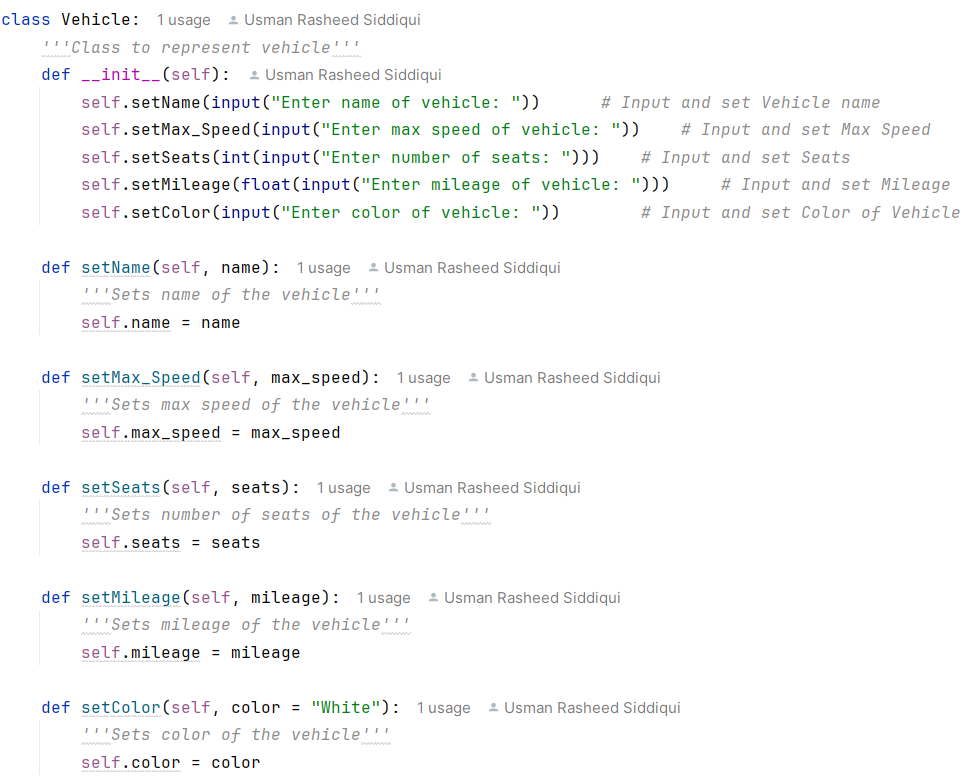 class Vehicle: 1 usage Usman Rasheed Siddiqui
    '''Class to represent vehicle'''
    def __init__(self): Usman Rasheed Siddiqui
        self.setName(input("Enter name of vehicle: "))      # Input and set Vehicle name
        self.setMax_Speed(input("Enter max speed of vehicle: "))    # Input and set Max Speed
        self.setSeats(int(input("Enter number of seats: ")))    # Input and set Seats
        self.setMileage(float(input("Enter mileage of vehicle: ")))     # Input and set Mileage
        self.setColor(input("Enter color of vehicle: "))        # Input and set Color of Vehicle
    def setName(self, name): 1 usage Usman Rasheed Siddiqui
        '''Sets name of the vehicle'''
        self.name = name
    def setMax_Speed(self, max_speed): 1 usage Usman Rasheed Siddiqui
        '''Sets max speed of the vehicle'''
        self.max_speed = max_speed
    def setSeats(self, seats): 1 usage Usman Rasheed Siddiqui
        '''Sets number of seats of the vehicle'''
        self.seats = seats
    def setMileage(self, mileage): 1 usage Usman Rasheed Siddiqui
        '''Sets mileage of the vehicle'''
        self.mileage = mileage
    def setColor(self, color = "White"): 1 usage Usman Rasheed Siddiqui
        '''Sets color of the vehicle'''
        self.color = color